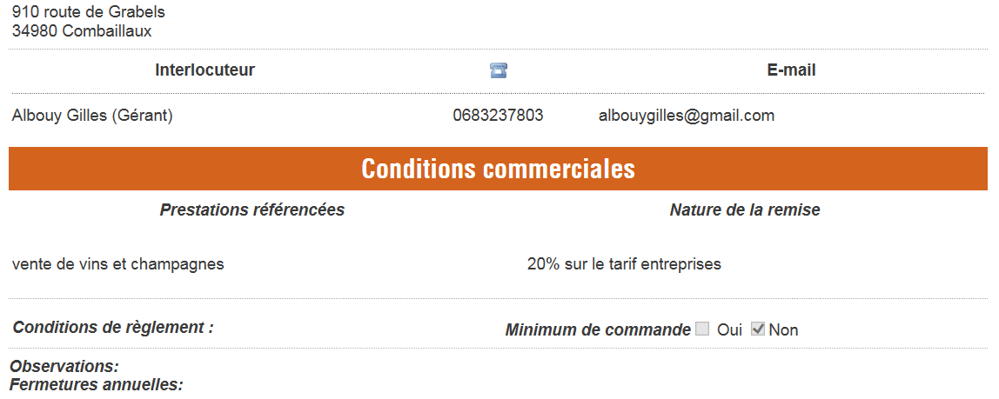 910 route de Grabels
34980 Combaillaux
Interlocuteur E-mail
Albouy Gilles (Gérant) 0683237803 albouygilles@gmail.com
Conditions commerciales
Prestations référencées Nature de la remise
vente de vins et champagnes 20% sur le tarif entreprises
Conditions de règlement : Minimum de commande Oui Non
Observations:
Fermetures annuelles: